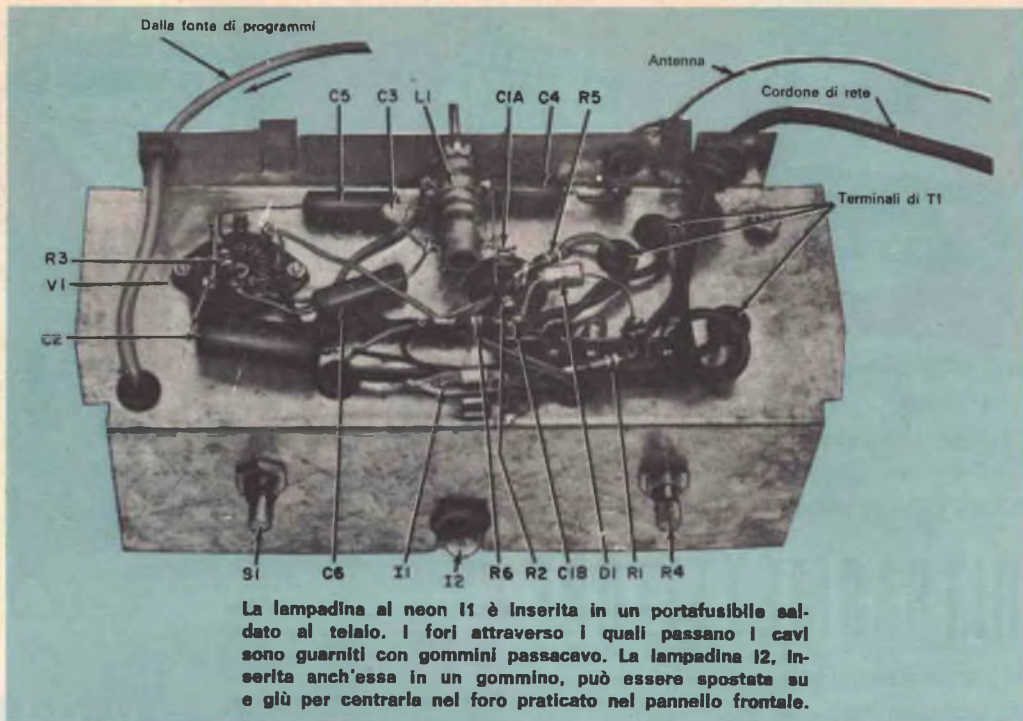 Dalla fonte di programmi
Antenna
Cordone di rete
C5 C3 L1 C1A C4 R5
Terminali di T1
R3
V1
C2
S1 C6 I1 I2 R6 R2 C1B D1 R1 R4
La lampadina al neon I1 è inserita in un portafusibile sal-
dato al telaio. I fori attraverso i quali passano i cavi
sono guarniti con gommini passacavo. La lampadina I2, in-
serita anch'essa in un gommino, può essere spostata su
e giù per centrarla nel foro praticato nel pannello frontale.